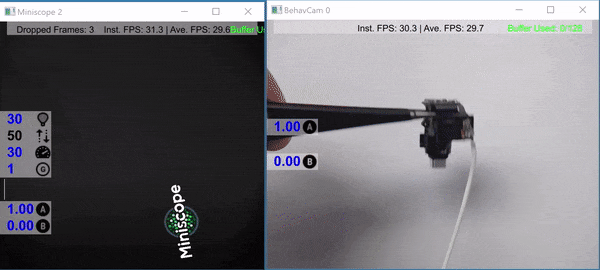 Miniscope 2
Dropped Frames: 3 Inst. FPS: 31.3 | Ave. FPS: 29.6
Buffer Us
30
50
30
1 G
1.00 A
0.00 B
Miniscope
BehavCam 0
Inst. FPS: 30.3 | Ave. FPS: 29.7 Buffer Used: 0/128
1.00 A
0.00 B